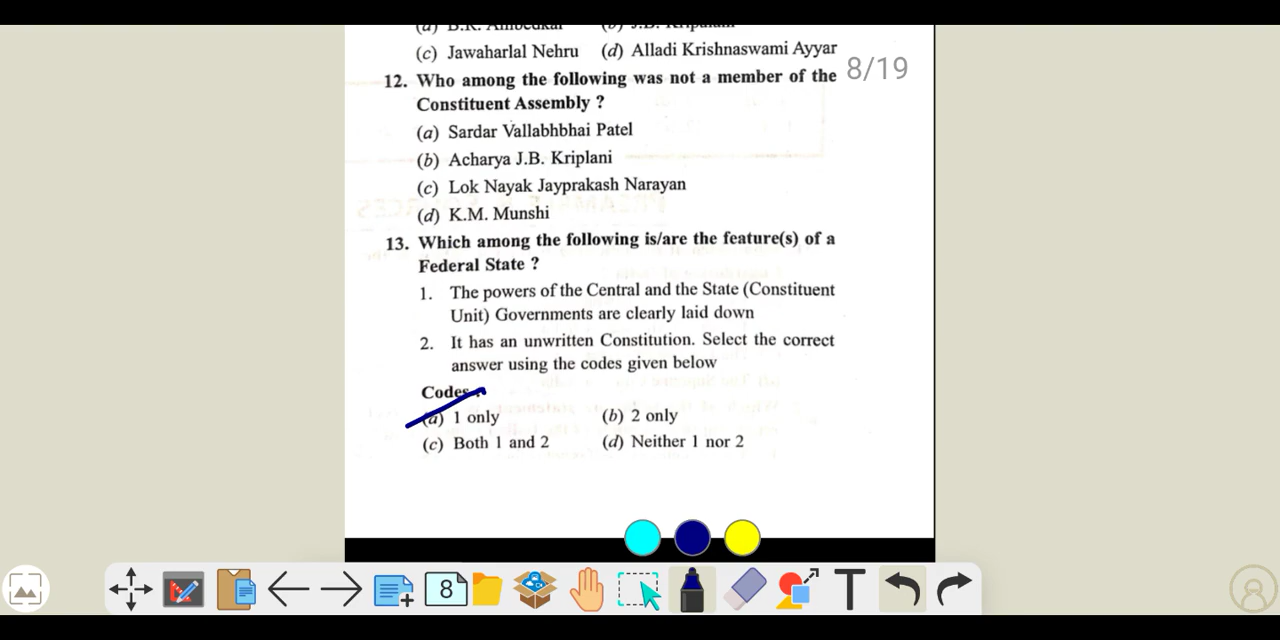 (a) B.R. Ambedkar (b) J.B. Kripalani
(c) Jawaharlal Nehru (d) Alladi Krishnaswami Ayyar
8/19
12. Who among the following was not a member of the
Constituent Assembly ?
(a) Sardar Vallabhbhai Patel
(b) Acharya J.B. Kriplani
(c) Lok Nayak Jayprakash Narayan
(d) K.M. Munshi
13. Which among the following is/are the feature(s) of a
Federal State ?
1. The powers of the Central and the State (Constituent
Unit) Governments are clearly laid down
2. It has an unwritten Constitution. Select the correct
answer using the codes given below
Codes :
(a) 1 only (b) 2 only
(c) Both 1 and 2 (d) Neither 1 nor 2
8
T